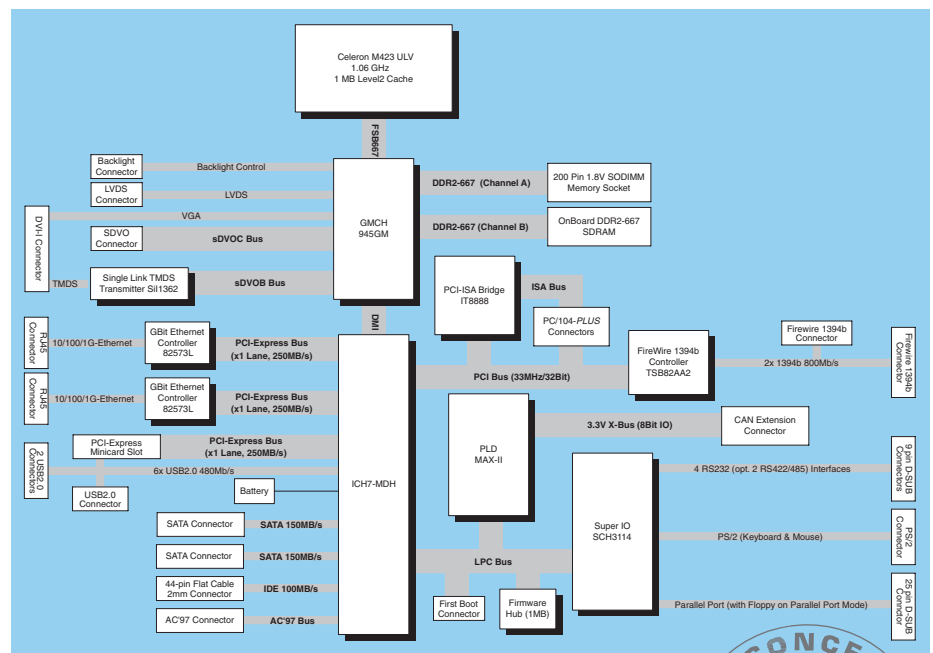 Celeron M423 ULV
1.06 GHz
1 MB Level2 Cache
FSB667
Backlight
Connector
Backlight Control
LVDS
Connector
LVDS
VGA
DVI-I Connector
SDVO
Connector
sDVOC Bus
TMDS
Single Link TMDS
Transmitter SiI1362
sDVOB Bus
GMCH
945GM
DDR2-667 (Channel A)
200 Pin 1.8V SODIMM
Memory Socket
DDR2-667 (Channel B)
OnBoard DDR2-667
SDRAM
PCI-ISA Bridge
IT8888
ISA Bus
PC/104-PLUS
Connectors
DMI
RJ45
Connector
10/100/1G-Ethernet
GBit Ethernet
Controller
82573L
PCI-Express Bus
(x1 Lane, 250MB/s)
PCI Bus (33MHz/32Bit)
FireWire 1394b
Controller
TSB82AA2
Firewire 1394b
Connector
2x 1394b 800Mb/s
Firewire 1394b
Connector
RJ45
Connector
10/100/1G-Ethernet
GBit Ethernet
Controller
82573L
PCI-Express Bus
(x1 Lane, 250MB/s)
PLD
MAX-II
3.3V X-Bus (8Bit IO)
CAN Extension
Connector
PCI-Express
Minicard Slot
PCI-Express Bus
(x1 Lane, 250MB/s)
2 USB2.0
Connectors
6x USB2.0 480Mb/s
USB2.0
Connector
Battery
ICH7-MDH
Super IO
SCH3114
4 RS232 (opt. 2 RS422/485) Interfaces
9 pin D-SUB
Connector
SATA Connector
SATA 150MB/s
PS/2 (Keyboard & Mouse)
PS/2
Connector
SATA Connector
SATA 150MB/s
LPC Bus
44-pin Flat Cable
2mm Connector
IDE 100MB/s
First Boot
Connector
Firmware
Hub (1MB)
Parallel Port (with Floppy on Parallel Port Mode)
25 pin D-SUB
Connctor
AC'97 Connector
AC'97 Bus